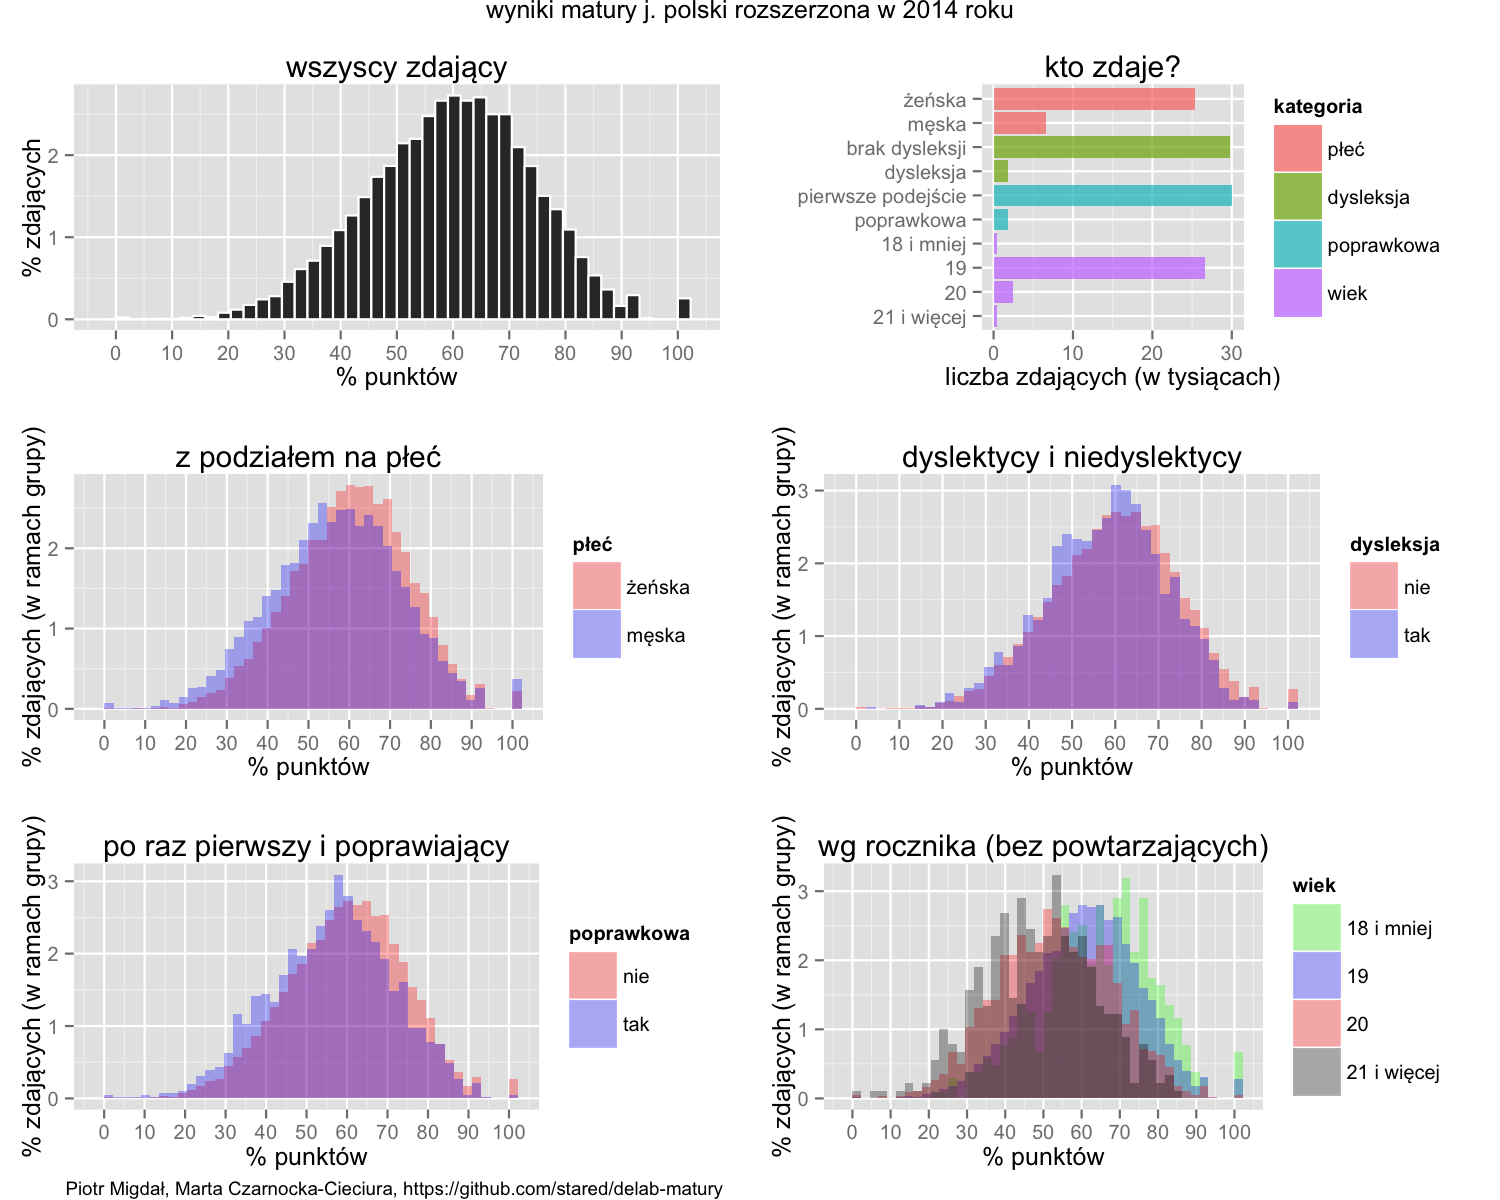 wyniki matury j. polski rozszerzona w 2014 roku
wszyscy zdający
% zdających
2
1
0
0 10 20 30 40 50 60 70 80 90 100
% punktów
kto zdaje?
żeńska
męska
brak dysleksji
dysleksja
pierwsze podejście
poprawkowa
18 i mniej
19
20
21 i więcej
0 10 20 30
liczba zdających (w tysiącach)
kategoria
płeć
dysleksja
poprawkowa
wiek
z podziałem na płeć
% zdających (w ramach grupy)
2
1
0
0 10 20 30 40 50 60 70 80 90 100
% punktów
płeć
żeńska
męska
dyslektycy i niedyslektycy
% zdających (w ramach grupy)
3
2
1
0
0 10 20 30 40 50 60 70 80 90 100
% punktów
dysleksja
nie
tak
po raz pierwszy i poprawiający
% zdających (w ramach grupy)
3
2
1
0
0 10 20 30 40 50 60 70 80 90 100
% punktów
poprawkowa
nie
tak
wg rocznika (bez powtarzających)
% zdających (w ramach grupy)
3
2
1
0
0 10 20 30 40 50 60 70 80 90 100
% punktów
wiek
18 i mniej
19
20
21 i więcej
Piotr Migdał, Marta Czarnocka-Cieciura, https://github.com/stared/delab-matury